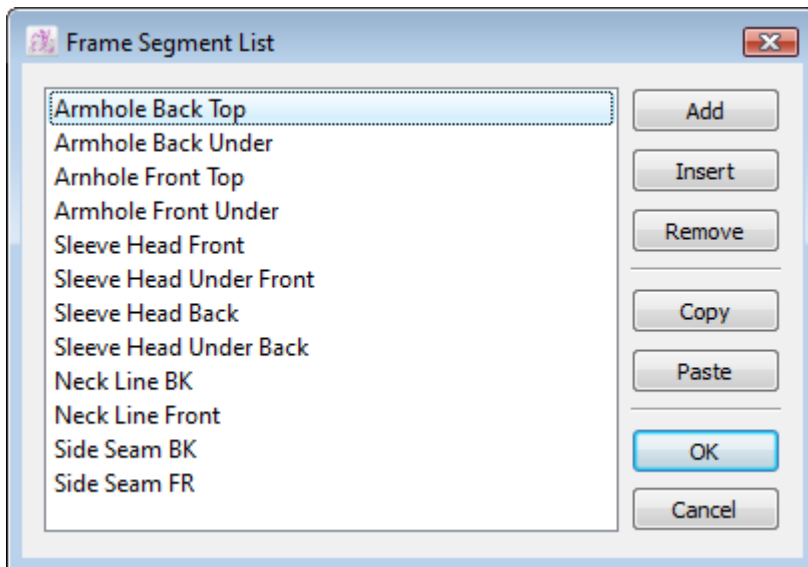 Frame Segment List
Armhole Back Top
Armhole Back Under
Arnhole Front Top
Armhole Front Under
Sleeve Head Front
Sleeve Head Under Front
Sleeve Head Back
Sleeve Head Under Back
Neck Line BK
Neck Line Front
Side Seam BK
Side Seam FR
Add
Insert
Remove
Copy
Paste
OK
Cancel